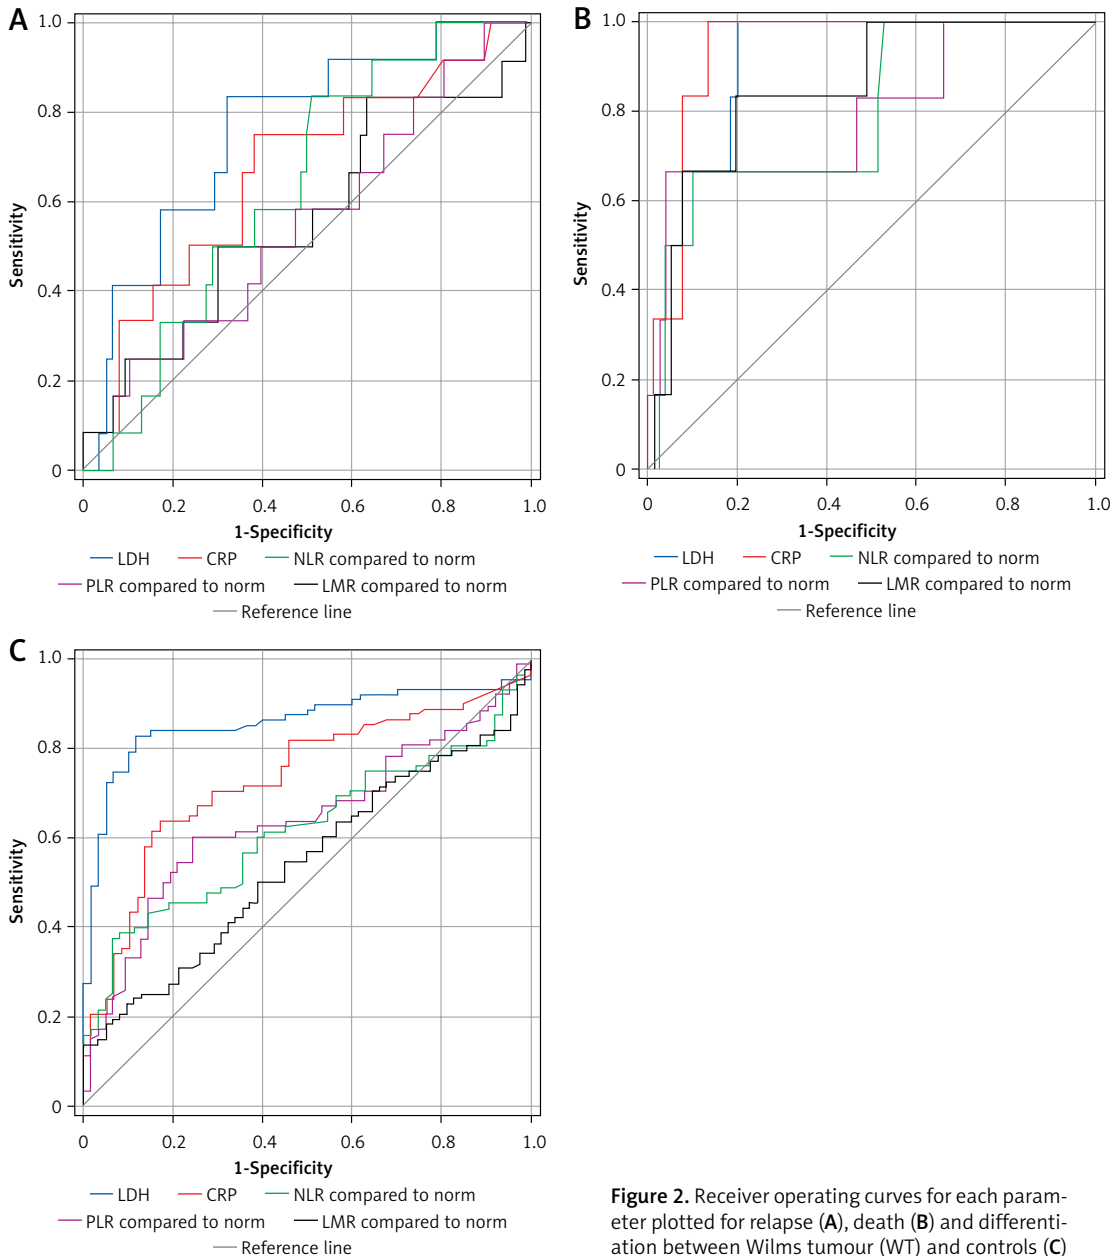 A
1.0
0.8
0.6
0.4
0.2
0
Sensitivity
0 0.2 0.4 0.6 0.8 1.0
1-Specificity
LDH CRP NLR compared to norm
PLR compared to norm LMR compared to norm
Reference line
B
1.0
0.8
0.6
0.4
0.2
0
Sensitivity
0 0.2 0.4 0.6 0.8 1.0
1-Specificity
LDH CRP NLR compared to norm
PLR compared to norm LMR compared to norm
Reference line
C
1.0
0.8
0.6
0.4
0.2
0
Sensitivity
0 0.2 0.4 0.6 0.8 1.0
1-Specificity
LDH CRP NLR compared to norm
PLR compared to norm LMR compared to norm
Reference line
Figure 2. Receiver operating curves for each param-
eter plotted for relapse (A), death (B) and differenti-
ation between Wilms tumour (WT) and controls (C)